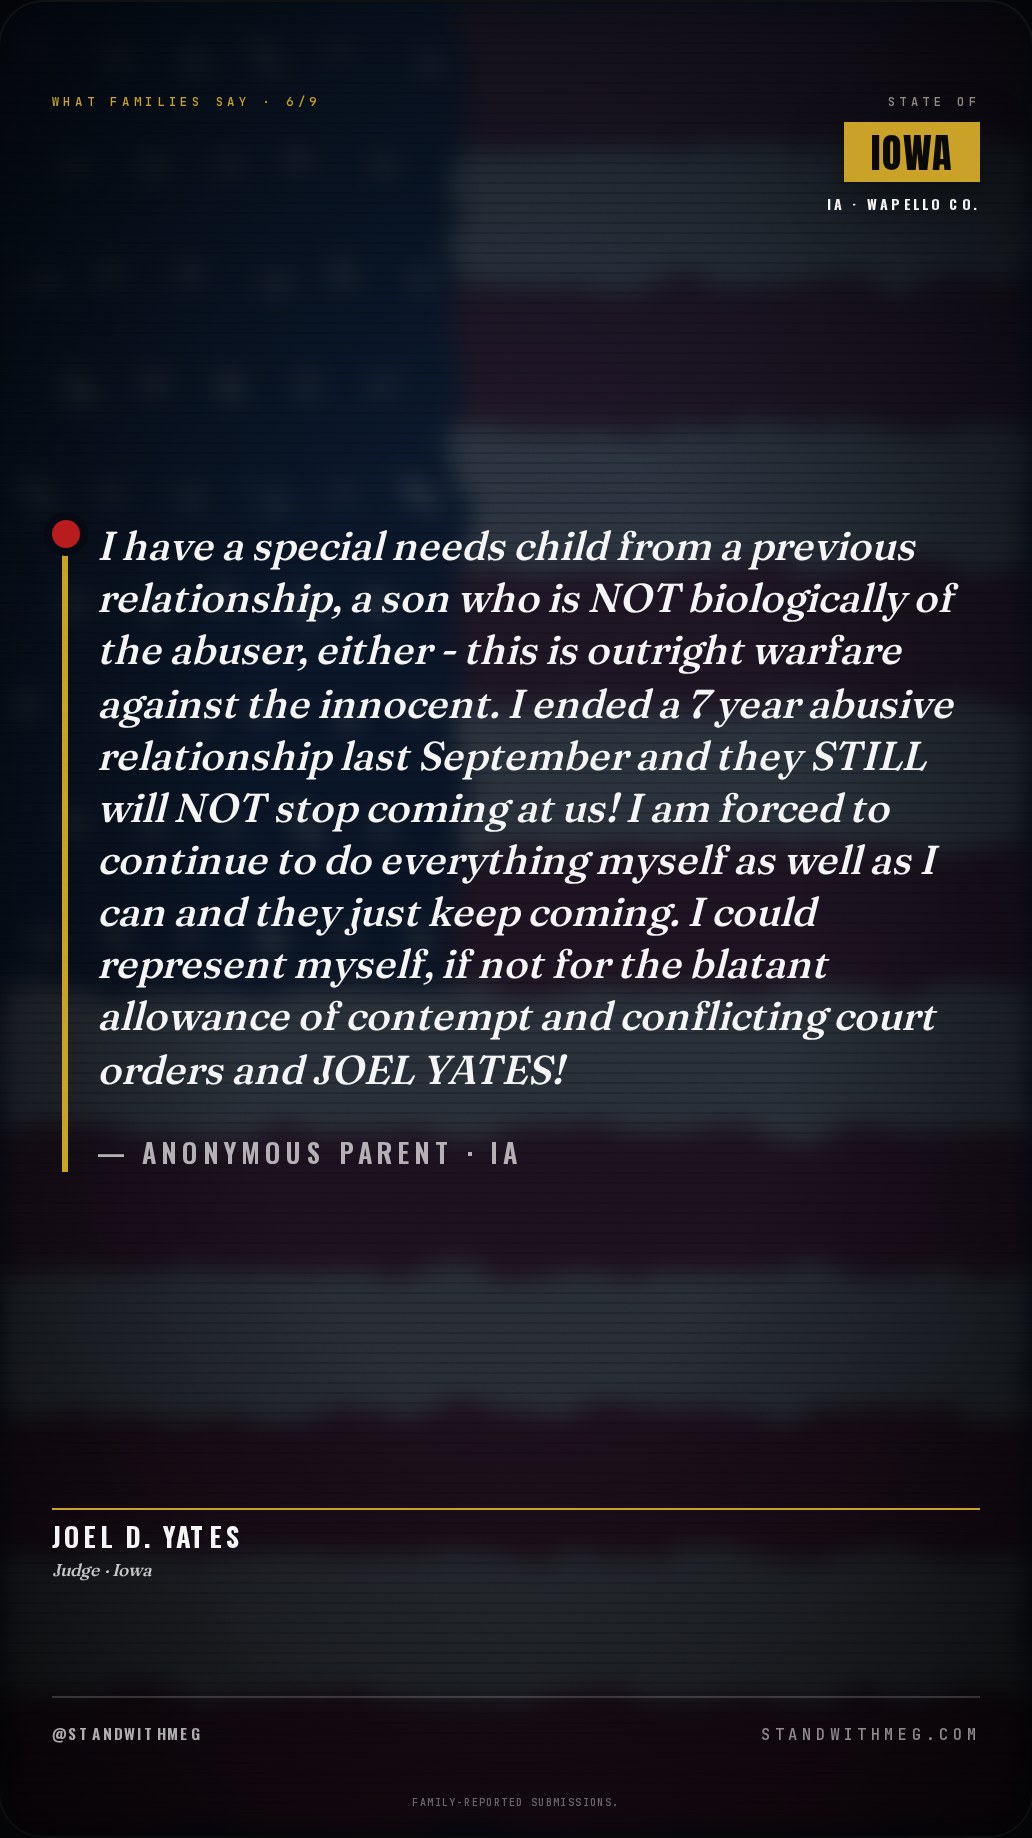 WHAT FAMILIES SAY · 6/9
STATE OF
IOWA
IA · WAPELLO CO.
I have a special needs child from a previous
relationship, a son who is NOT biologically of
the abuser, either - this is outright warfare
against the innocent. I ended a 7 year abusive
relationship last September and they STILL
will NOT stop coming at us! I am forced to
continue to do everything myself as well as I
can and they just keep coming. I could
represent myself, if not for the blatant
allowance of contempt and conflicting court
orders and JOEL YATES!
— ANONYMOUS PARENT · IA
JOEL D. YATES
Judge · Iowa
@STANDWITHMEG
STANDWITHMEG.COM
FAMILY-REPORTED SUBMISSIONS.